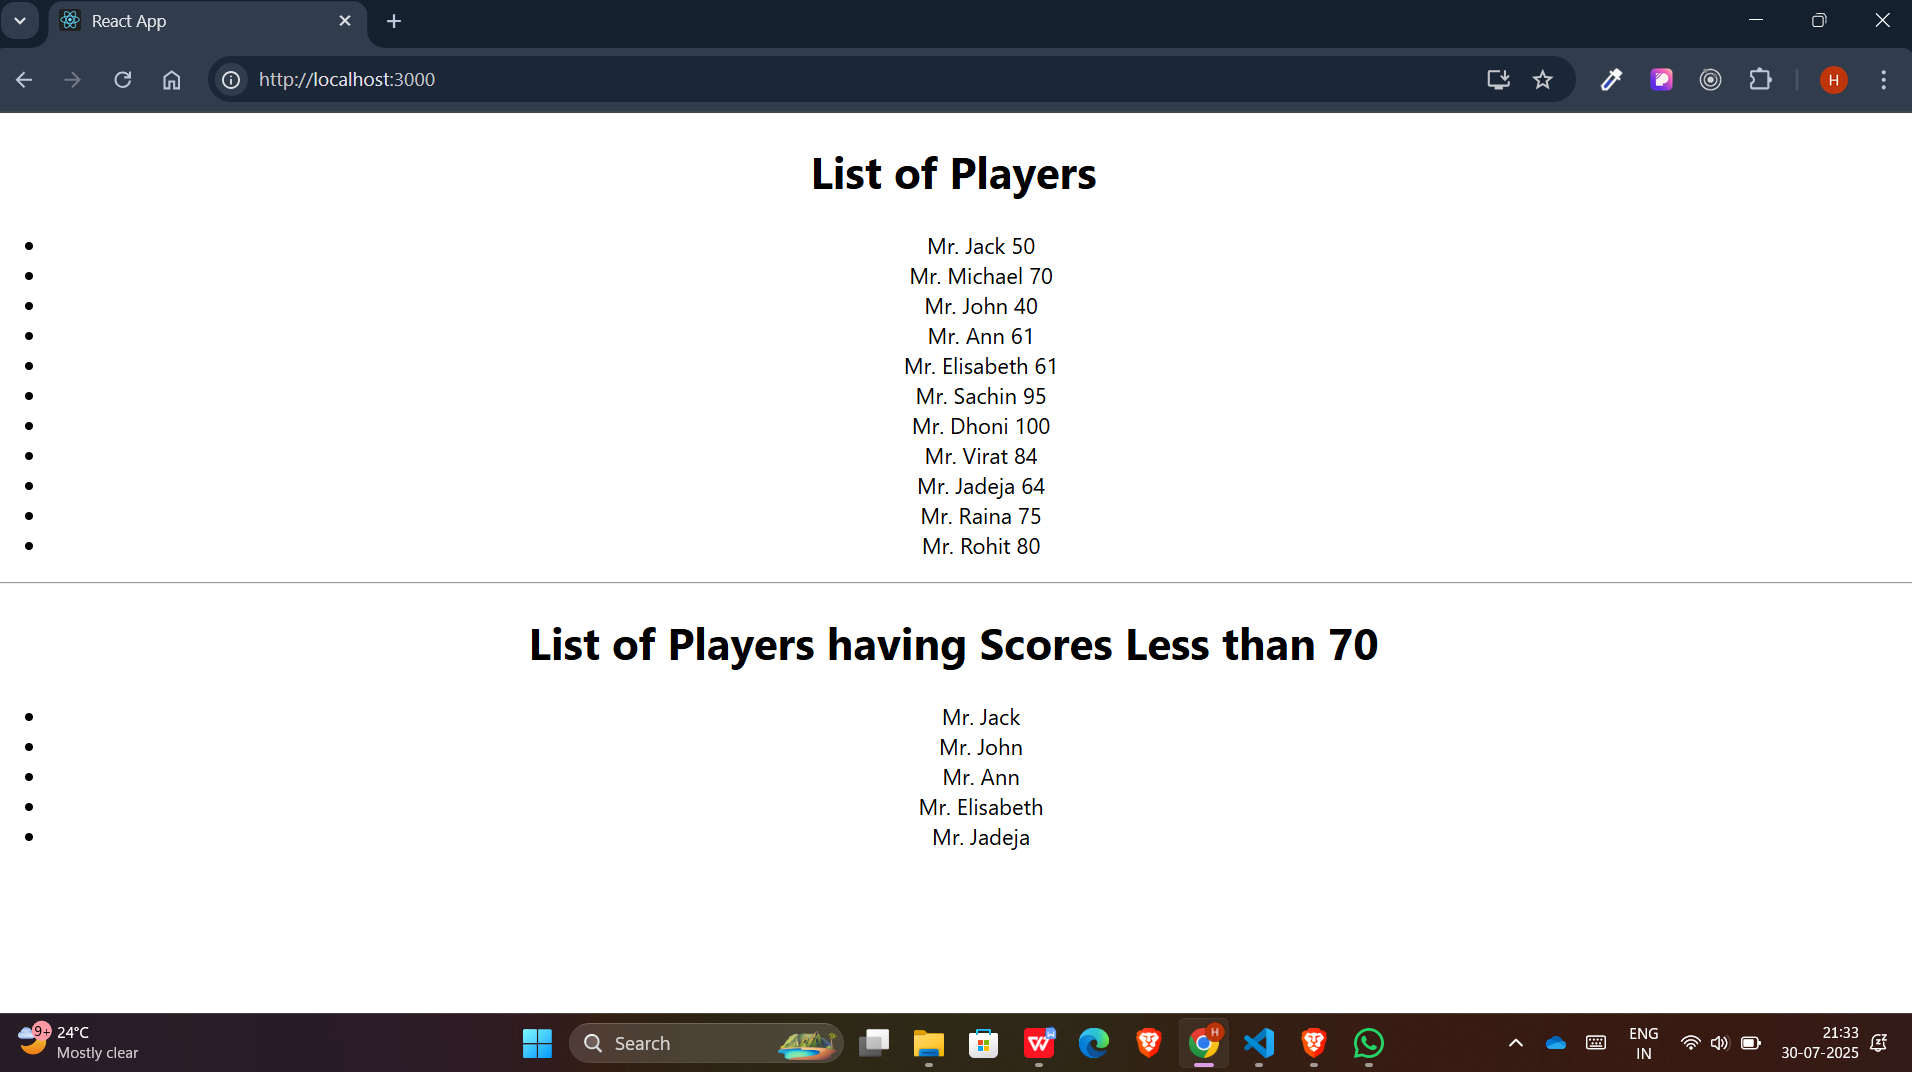 React App
http://localhost:3000
H
List of Players
Mr. Jack 50
Mr. Michael 70
Mr. John 40
Mr. Ann 61
Mr. Elisabeth 61
Mr. Sachin 95
Mr. Dhoni 100
Mr. Virat 84
Mr. Jadeja 64
Mr. Raina 75
Mr. Rohit 80
List of Players having Scores Less than 70
Mr. Jack
Mr. John
Mr. Ann
Mr. Elisabeth
Mr. Jadeja
9+
24°C
Mostly clear
Search
W
H
ENG
IN
21:33
30-07-2025